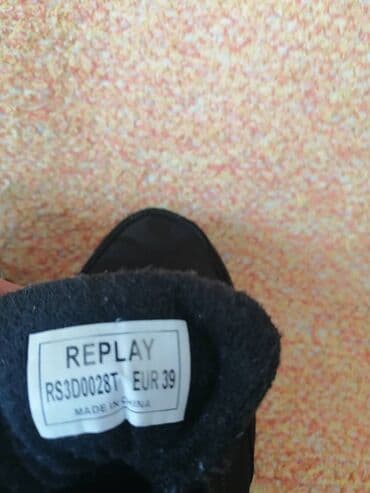 REPLAY
RS3D0028T EUR 39
MADE IN CHINA